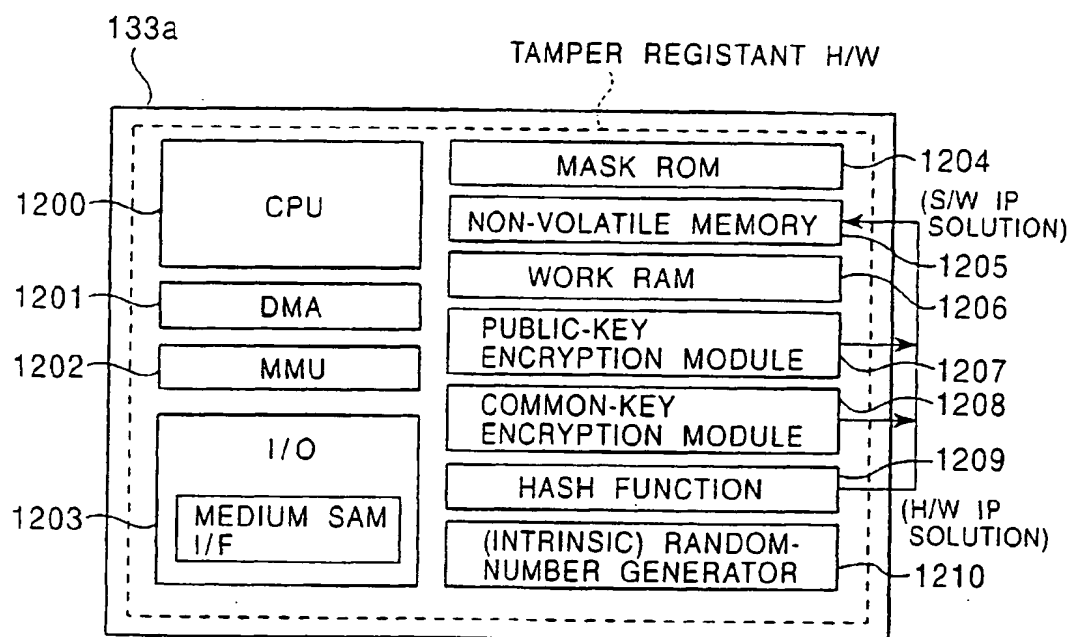 133a
TAMPER REGISTANT H/W
1200
CPU
1201
DMA
1202
MMU
1203
I/O
MEDIUM SAM
I/F
MASK ROM
1204
NON-VOLATILE MEMORY
(S/W IP
SOLUTION)
1205
WORK RAM
1206
PUBLIC-KEY
ENCRYPTION MODULE
1207
COMMON-KEY
ENCRYPTION MODULE
1208
HASH FUNCTION
1209
(H/W IP
SOLUTION)
(INTRINSIC) RANDOM-
NUMBER GENERATOR
1210